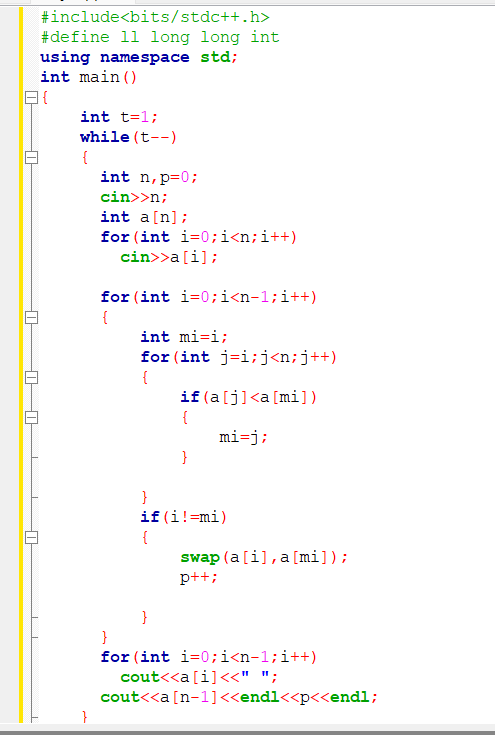 #include<bits/stdc++.h>
#define ll long long int
using namespace std;
int main()
{
    int t=1;
    while(t--)
    {
      int n,p=0;
      cin>>n;
      int a[n];
      for(int i=0;i<n;i++)
        cin>>a[i];

      for(int i=0;i<n-1;i++)
      {
          int mi=i;
          for(int j=i;j<n;j++)
          {
              if(a[j]<a[mi])
              {
                  mi=j;
              }

          }
          if(i!=mi)
          {
              swap(a[i],a[mi]);
              p++;

          }
      }
      for(int i=0;i<n-1;i++)
        cout<<a[i]<<" ";
      cout<<a[n-1]<<endl<<p<<endl;
    }